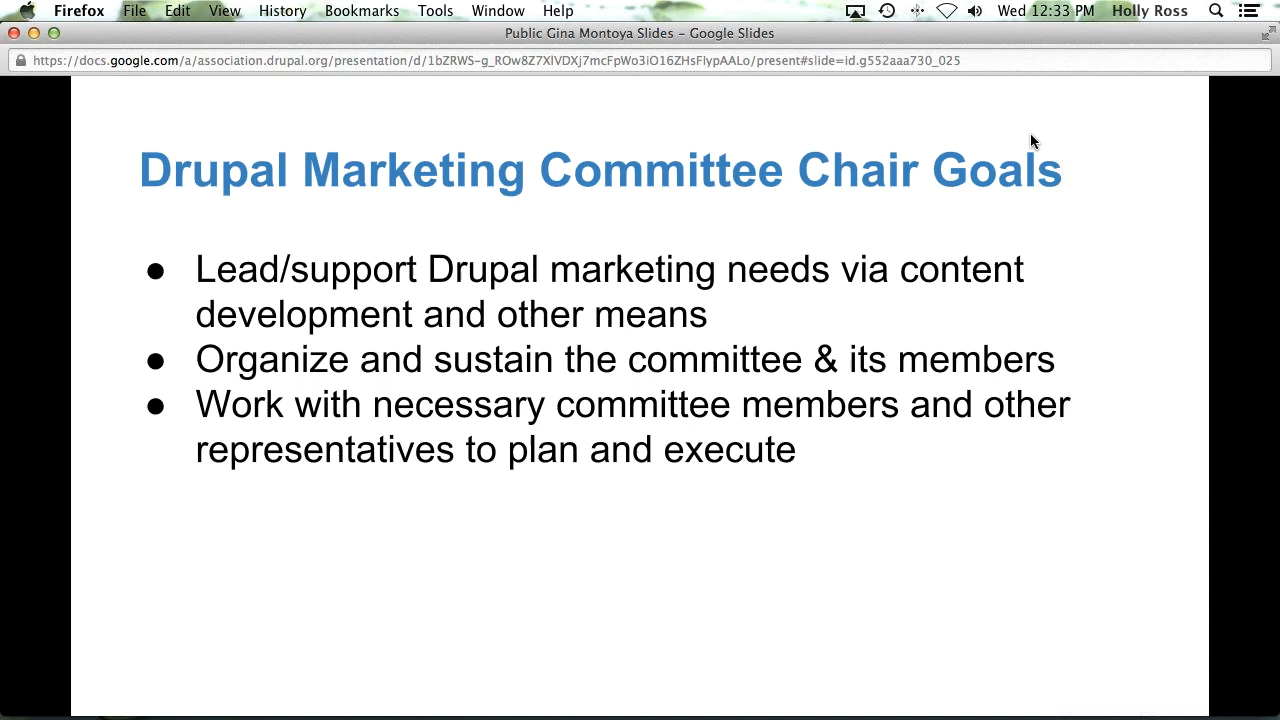 Firefox File Edit View History Bookmarks Tools Window Help Wed 12:33 PM Holly Ross
Public Gina Montoya Slides – Google Slides
https://docs.google.com/a/association.drupal.org/presentation/d/1bZRWS-g_ROw8Z7XlVDXj7mcFpWo3iO16ZHsFlypAALo/present#slide=id.g552aaa730_025
Drupal Marketing Committee Chair Goals
● Lead/support Drupal marketing needs via content
development and other means
● Organize and sustain the committee & its members
● Work with necessary committee members and other
representatives to plan and execute